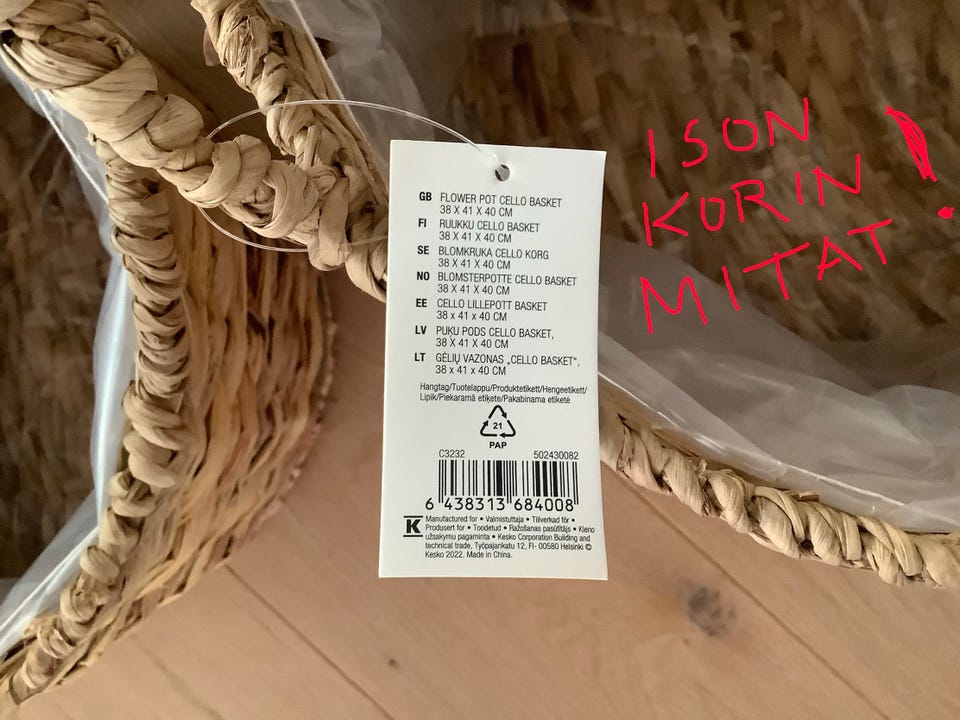 GB FLOWER POT CELLO BASKET
38 X 41 X 40 CM
FI RUUKKU CELLO BASKET
38 X 41 X 40 CM
SE BLOMKRUKA CELLO KORG
38 X 41 X 40 CM
NO BLOMSTERPOTTE CELLO BASKET
38 X 41 X 40 CM
EE CELLO LILLEPOTT BASKET
38 x 41 x 40 CM
LV PUĶU PODS CELLO BASKET,
38 X 41 X 40 CM
LT GĖLIŲ VAZONAS „CELLO BASKET“,
38 x 41 x 40 CM
Hangtag/Tuotelappu/Produktetikett/Hengeetikett/
Lipik/Piekaramā etiķete/Pakabinama etiketė
21
PAP
C3232 502430082
6 438313 684008
K Manufactured for • Valmistuttaja • Tillverkad för •
Produsert for • Toodetud • Ražošanas pasūtītājs • Kieno
užsakymu pagaminta • Kesko Corporation Building and
technical trade, Työpajankatu 12, FI- 00580 Helsinki ©
Kesko 2022. Made in China.
ISON
KORIN
MITAT!